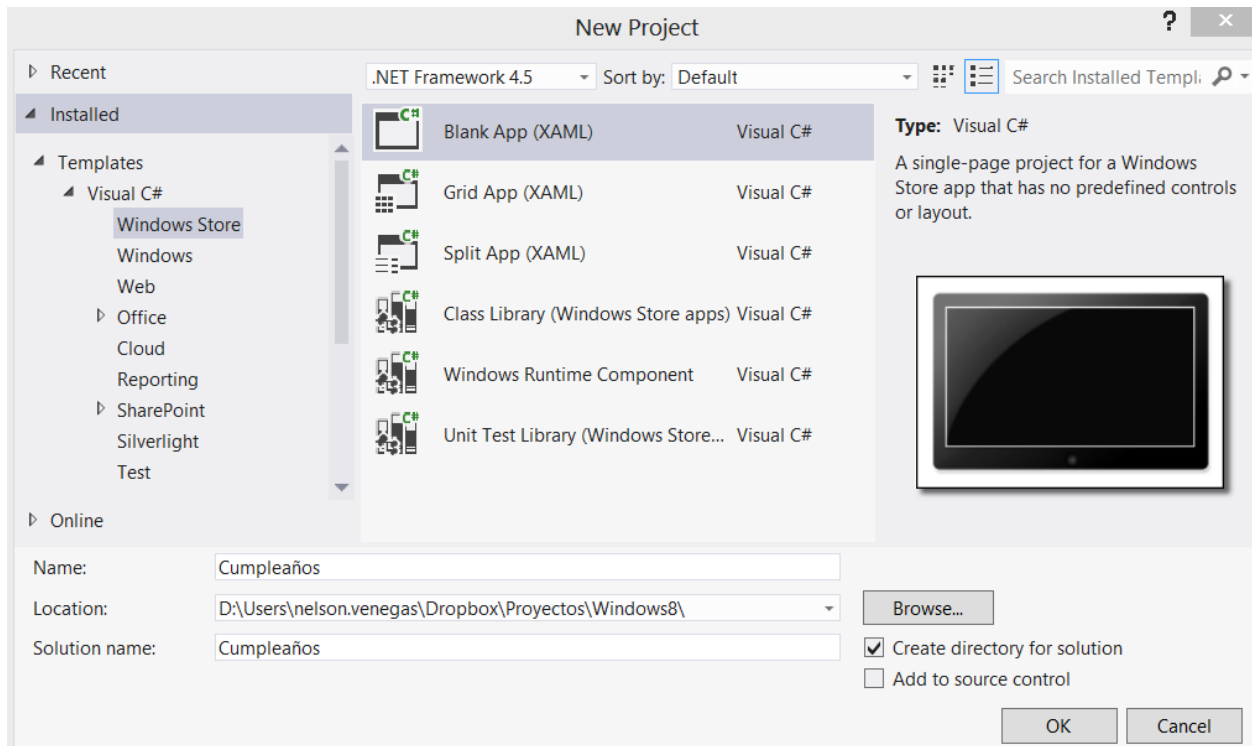 New Project
?
Recent
.NET Framework 4.5 Sort by: Default
Search Installed Templ
Installed
Templates
Visual C#
Windows Store
Windows
Web
Office
Cloud
Reporting
SharePoint
Silverlight
Test
Online
C# Blank App (XAML) Visual C#
C# Grid App (XAML) Visual C#
C# Split App (XAML) Visual C#
C# Class Library (Windows Store apps) Visual C#
C# Windows Runtime Component Visual C#
C# Unit Test Library (Windows Store... Visual C#
Type: Visual C#
A single-page project for a Windows
Store app that has no predefined controls
or layout.
Name: Cumpleaños
Location: D:\Users\nelson.venegas\Dropbox\Proyectos\Windows8\ Browse...
Solution name: Cumpleaños
Create directory for solution
Add to source control
OK Cancel